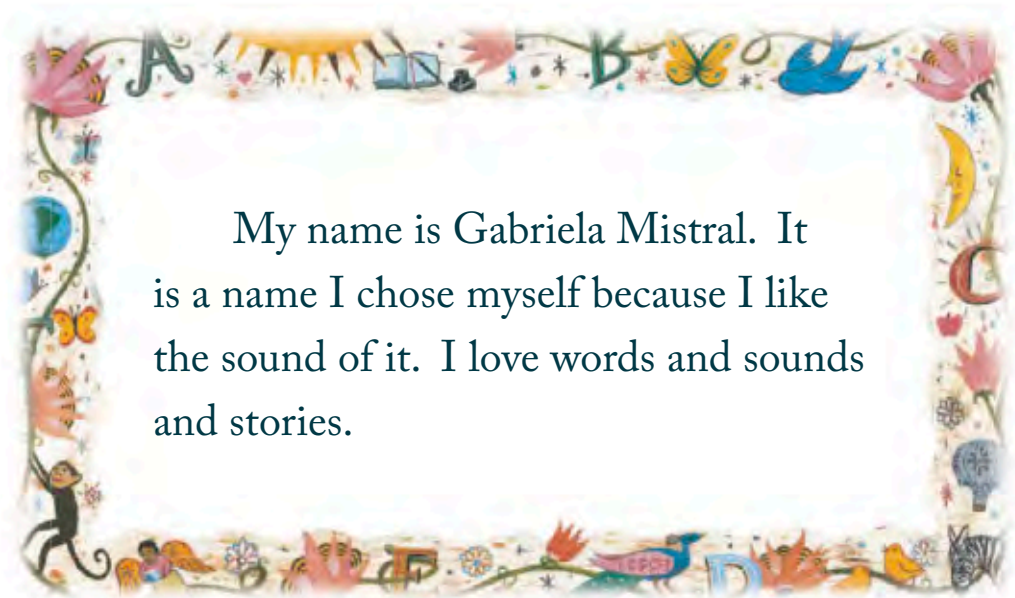 My name is Gabriela Mistral. It
is a name I chose myself because I like
the sound of it. I love words and sounds
and stories.
A
B
C
E
D